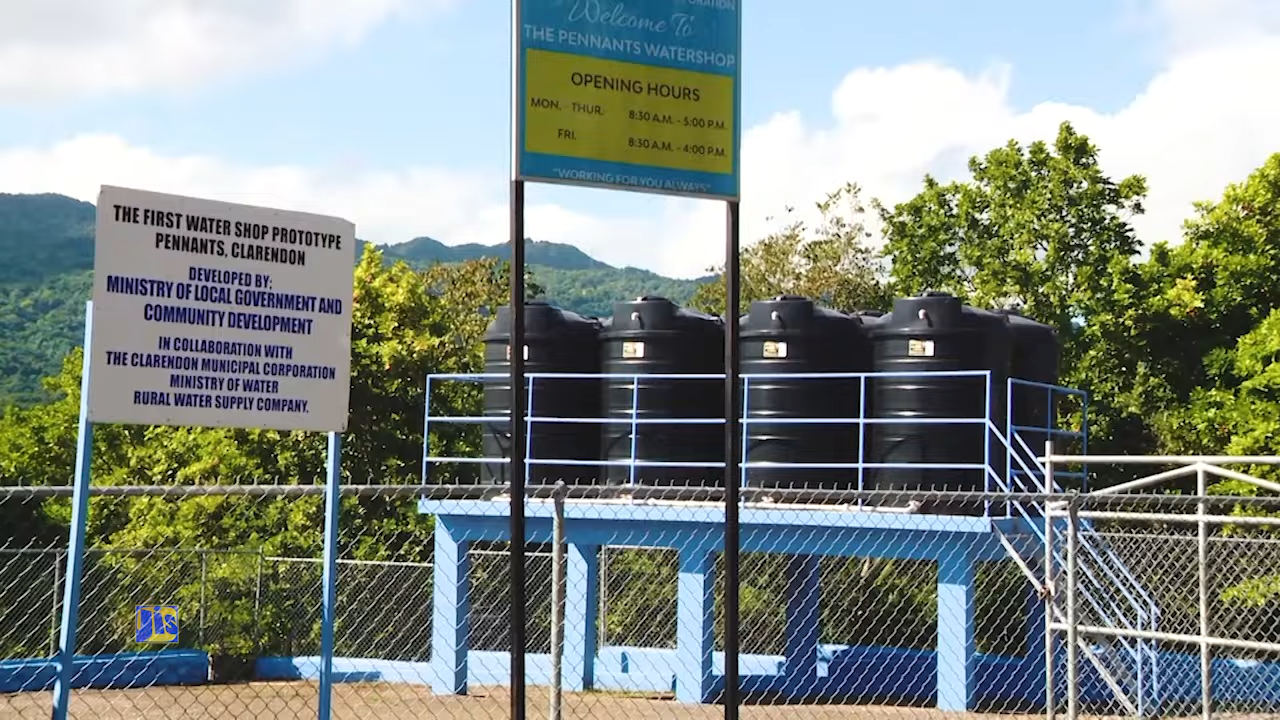 THE FIRST WATER SHOP PROTOTYPE
PENNANTS, CLARENDON
DEVELOPED BY:
MINISTRY OF LOCAL GOVERNMENT AND
COMMUNITY DEVELOPMENT
IN COLLABORATION WITH
THE CLARENDON MUNICIPAL CORPORATION
MINISTRY OF WATER
RURAL WATER SUPPLY COMPANY.
Welcome To
THE PENNANTS WATERSHOP
OPENING HOURS
MON. - THUR. 8:30 A.M. - 5:00 P.M.
FRI. 8:30 A.M. - 4:00 P.M.
"WORKING FOR YOU ALWAYS"
JIS